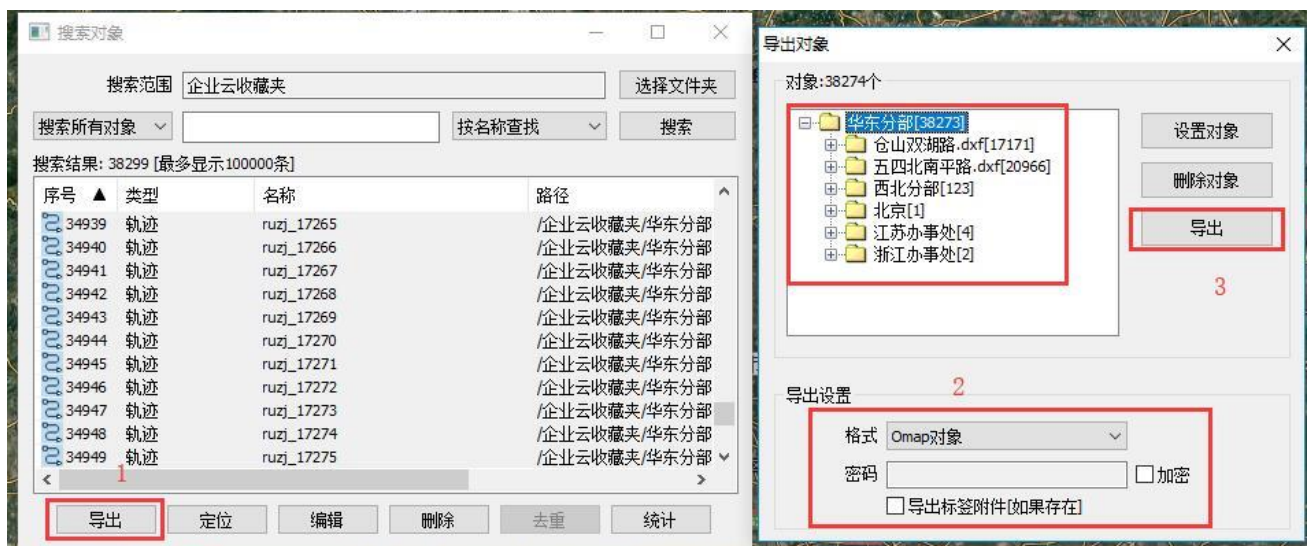 搜索对象
搜索范围 企业云收藏夹 选择文件夹
搜索所有对象 按名称查找 搜索
搜索结果: 38299 [最多显示100000条]
序号 ▲ 类型 名称 路径
34939 轨迹 ruzj_17265 /企业云收藏夹/华东分部
34940 轨迹 ruzj_17266 /企业云收藏夹/华东分部
34941 轨迹 ruzj_17267 /企业云收藏夹/华东分部
34942 轨迹 ruzj_17268 /企业云收藏夹/华东分部
34943 轨迹 ruzj_17269 /企业云收藏夹/华东分部
34944 轨迹 ruzj_17270 /企业云收藏夹/华东分部
34945 轨迹 ruzj_17271 /企业云收藏夹/华东分部
34946 轨迹 ruzj_17272 /企业云收藏夹/华东分部
34947 轨迹 ruzj_17273 /企业云收藏夹/华东分部
34948 轨迹 ruzj_17274 /企业云收藏夹/华东分部
34949 轨迹 ruzj_17275 /企业云收藏夹/华东分部
1
导出 定位 编辑 删除 去重 统计
导出对象
对象:38274个
华东分部[38273]
仓山双湖路.dxf[17171]
五四北南平路.dxf[20966]
西北分部[123]
北京[1]
江苏办事处[4]
浙江办事处[2]
设置对象
删除对象
导出
3
导出设置
2
格式 Omap对象
密码 加密
导出标签附件[如果存在]